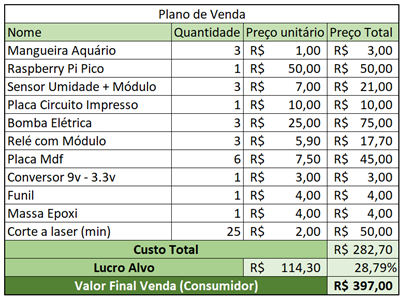 Plano de Venda
Nome Quantidade Preço unitário Preço Total
Mangueira Aquário 3 R$ 1,00 R$ 3,00
Raspberry Pi Pico 1 R$ 50,00 R$ 50,00
Sensor Umidade + Módulo 3 R$ 7,00 R$ 21,00
Placa Circuito Impresso 1 R$ 10,00 R$ 10,00
Bomba Elétrica 3 R$ 25,00 R$ 75,00
Relé com Módulo 3 R$ 5,90 R$ 17,70
Placa Mdf 6 R$ 7,50 R$ 45,00
Conversor 9v - 3.3v 1 R$ 3,00 R$ 3,00
Funil 1 R$ 4,00 R$ 4,00
Massa Epoxi 1 R$ 4,00 R$ 4,00
Corte a laser (min) 25 R$ 2,00 R$ 50,00
Custo Total R$ 282,70
Lucro Alvo R$ 114,30 28,79%
Valor Final Venda (Consumidor) R$ 397,00